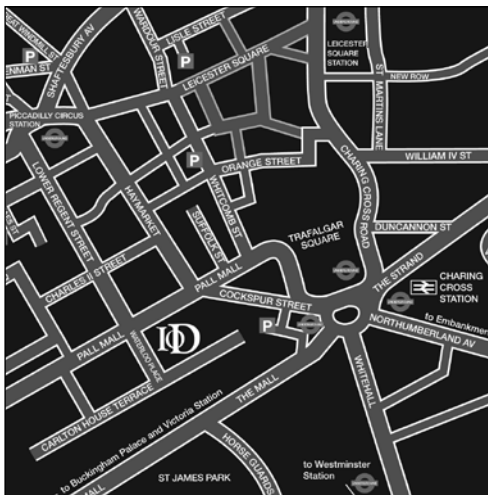 LISLE STREET
WARDOUR STREET
SHAFTESBURY AV
P
P
LEICESTER
SQUARE
STATION
LEICESTER SQUARE
ST MARTINS LANE
NEW ROW
PICCADILLY CIRCUS
STATION
P
ORANGE STREET
WILLIAM IV ST
CHARING CROSS ROAD
LOWER REGENT STREET
HAYMARKET
WHITCOMB ST
SUFFOLK ST
TRAFALGAR
SQUARE
DUNCANNON ST
CHARLES II STREET
PALL MALL
THE STRAND
CHARING
CROSS
STATION
COCKSPUR STREET
to Embankment
NORTHUMBERLAND AV
P
IOD
PALL MALL
WATERLOO PLACE
WHITEHALL
CARLTON HOUSE TERRACE
THE MALL
to Buckingham Palace and Victoria Station
HORSE GUARDS
to Westminster
Station
ST JAMES PARK